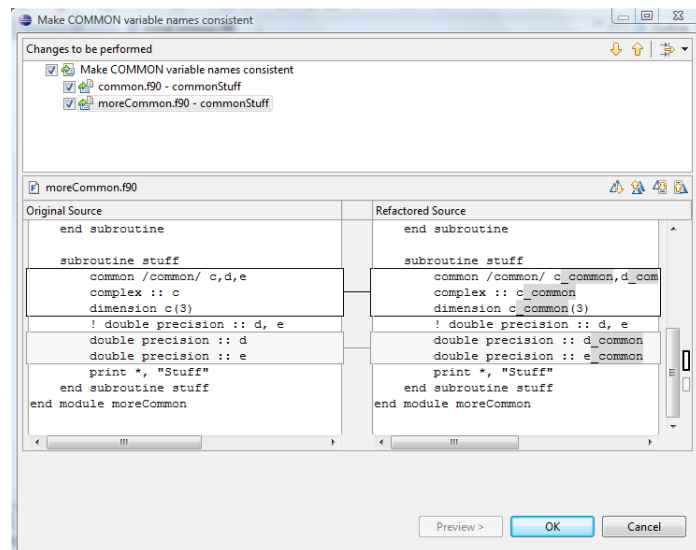 Make COMMON variable names consistent
Changes to be performed
Make COMMON variable names consistent
common.f90 - commonStuff
moreCommon.f90 - commonStuff
moreCommon.f90
Original Source
end subroutine
subroutine stuff
common /common/ c,d,e
complex :: c
dimension c(3)
! double precision :: d, e
double precision :: d
double precision :: e
print *, "Stuff"
end subroutine stuff
end module moreCommon
Refactored Source
end subroutine
subroutine stuff
common /common/ c_common,d_com
complex :: c_common
dimension c_common(3)
! double precision :: d, e
double precision :: d_common
double precision :: e_common
print *, "Stuff"
end subroutine stuff
end module moreCommon
Preview >
OK
Cancel